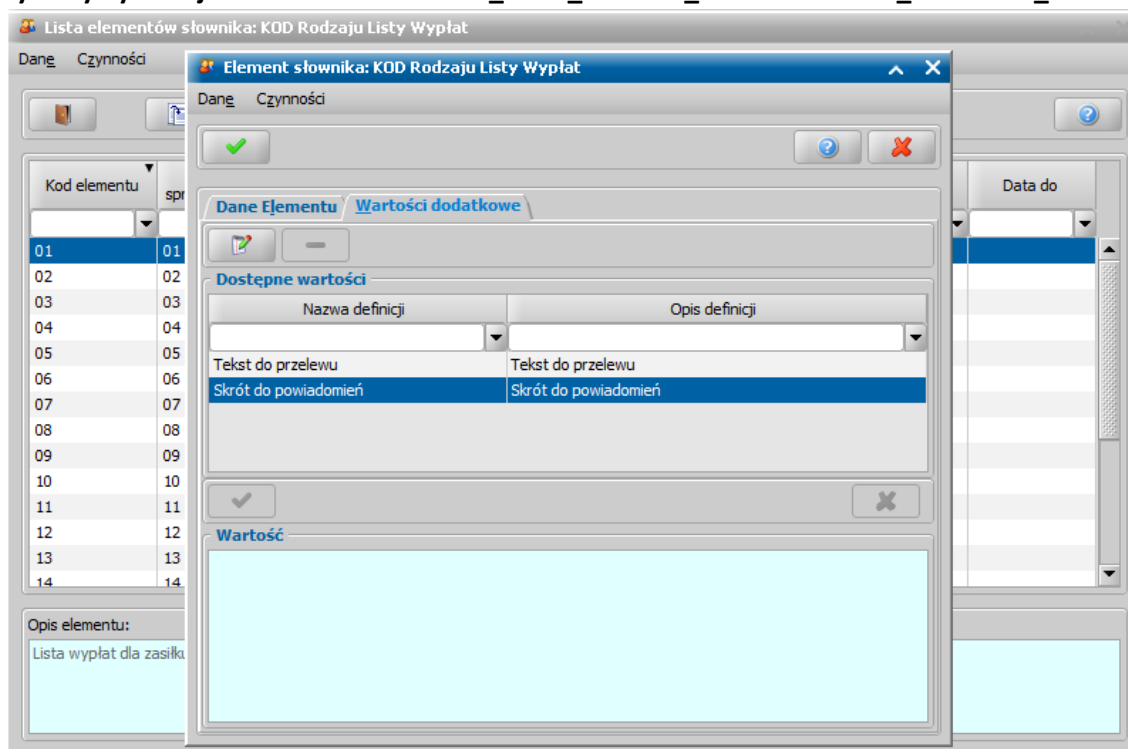 Lista elementów słownika: KOD Rodzaju Listy Wypłat
Dane Czynności
Element słownika: KOD Rodzaju Listy Wypłat
Dane Czynności
Kod elementu
Data do
Dane Elementu Wartości dodatkowe
Dostępne wartości
Nazwa definicji Opis definicji
Tekst do przelewu Tekst do przelewu
Skrót do powiadomień Skrót do powiadomień
01 01
02 02
03 03
04 04
05 05
06 06
07 07
08 08
09 09
10 10
11 11
12 12
13 13
14 14
Wartość
Opis elementu:
Lista wypłat dla